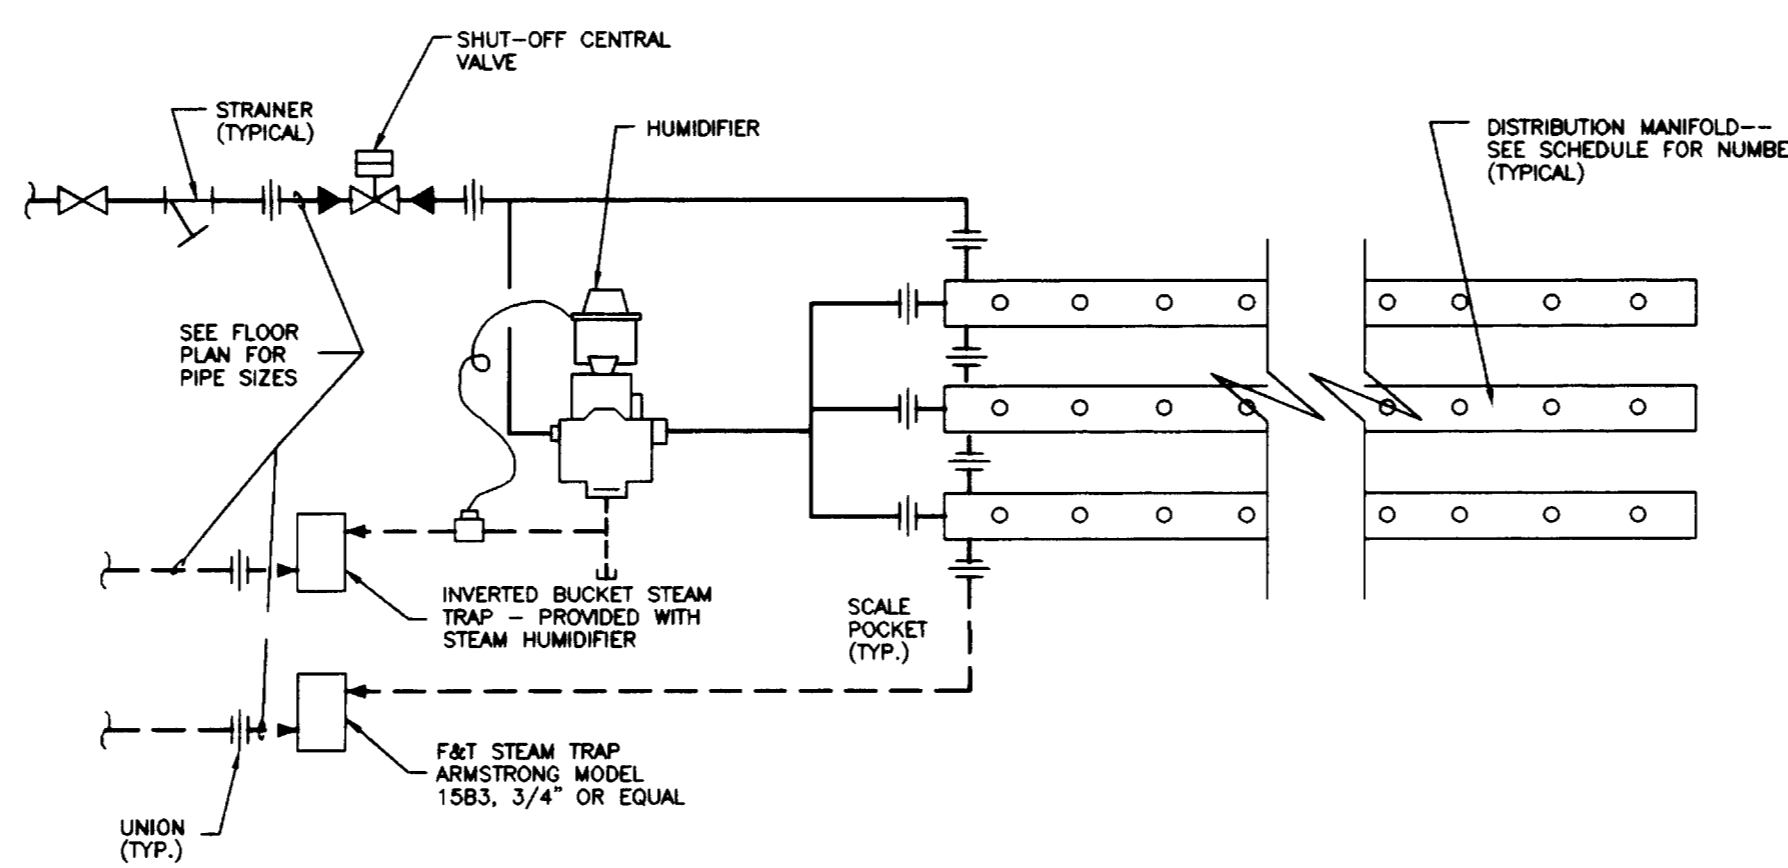 SHUT-OFF CENTRAL
VALVE
STRAINER
(TYPICAL)
HUMIDIFIER
DISTRIBUTION MANIFOLD--
SEE SCHEDULE FOR NUMBE
(TYPICAL)
SEE FLOOR
PLAN FOR
PIPE SIZES
INVERTED BUCKET STEAM
TRAP - PROVIDED WITH
STEAM HUMIDIFIER
SCALE
POCKET
(TYP.)
F&T STEAM TRAP
ARMSTRONG MODEL
15B3, 3/4" OR EQUAL
UNION
(TYP.)